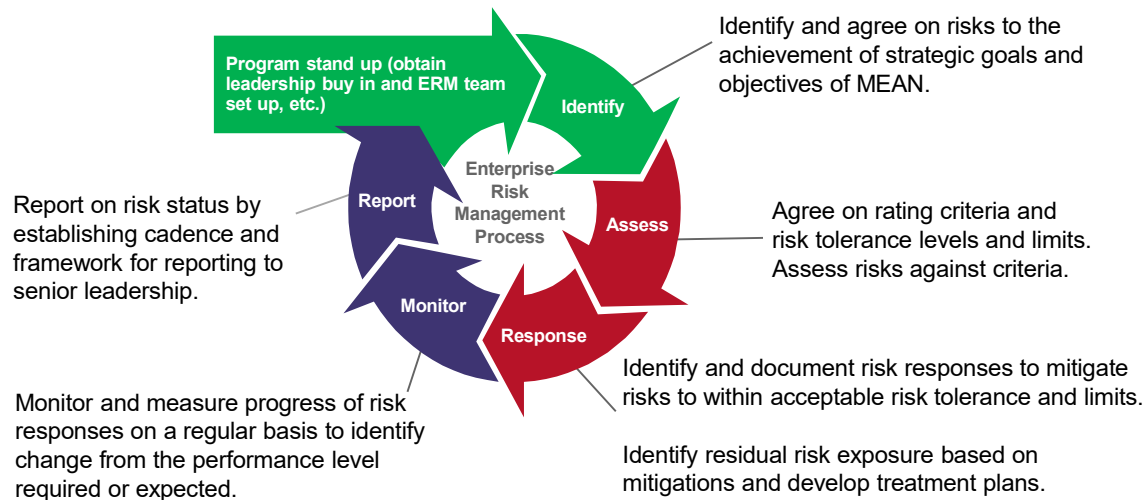 Program stand up (obtain
leadership buy in and ERM team
set up, etc.)
Identify
Identify and agree on risks to the
achievement of strategic goals and
objectives of MEAN.
Enterprise
Risk
Management
Process
Assess
Agree on rating criteria and
risk tolerance levels and limits.
Assess risks against criteria.
Response
Identify and document risk responses to mitigate
risks to within acceptable risk tolerance and limits.
Identify residual risk exposure based on
mitigations and develop treatment plans.
Monitor
Monitor and measure progress of risk
responses on a regular basis to identify
change from the performance level
required or expected.
Report
Report on risk status by
establishing cadence and
framework for reporting to
senior leadership.